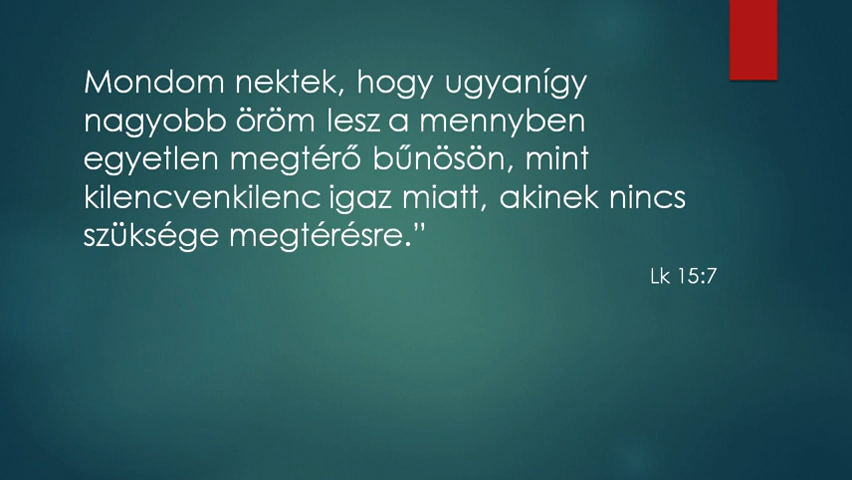 Mondom nektek, hogy ugyanígy
nagyobb öröm lesz a mennyben
egyetlen megtérő bűnösön, mint
kilencvenkilenc igaz miatt, akinek nincs
szüksége megtérésre.”
Lk 15:7